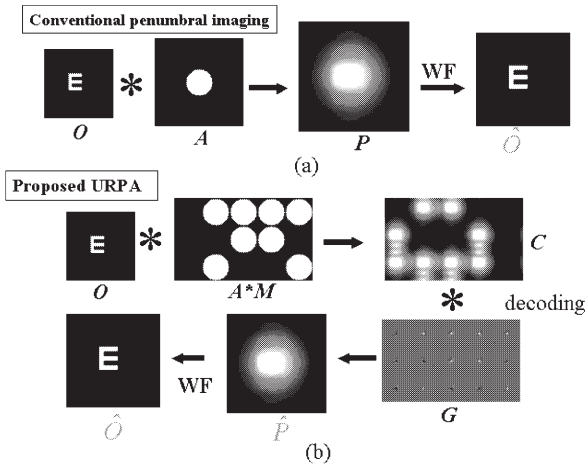 Conventional penumbral imaging
E * → WF → E
O A P Ô
(a)
Proposed URPA
E * → C
O A*M
* decoding
E ← WF ←
Ô P̂ G
(b)